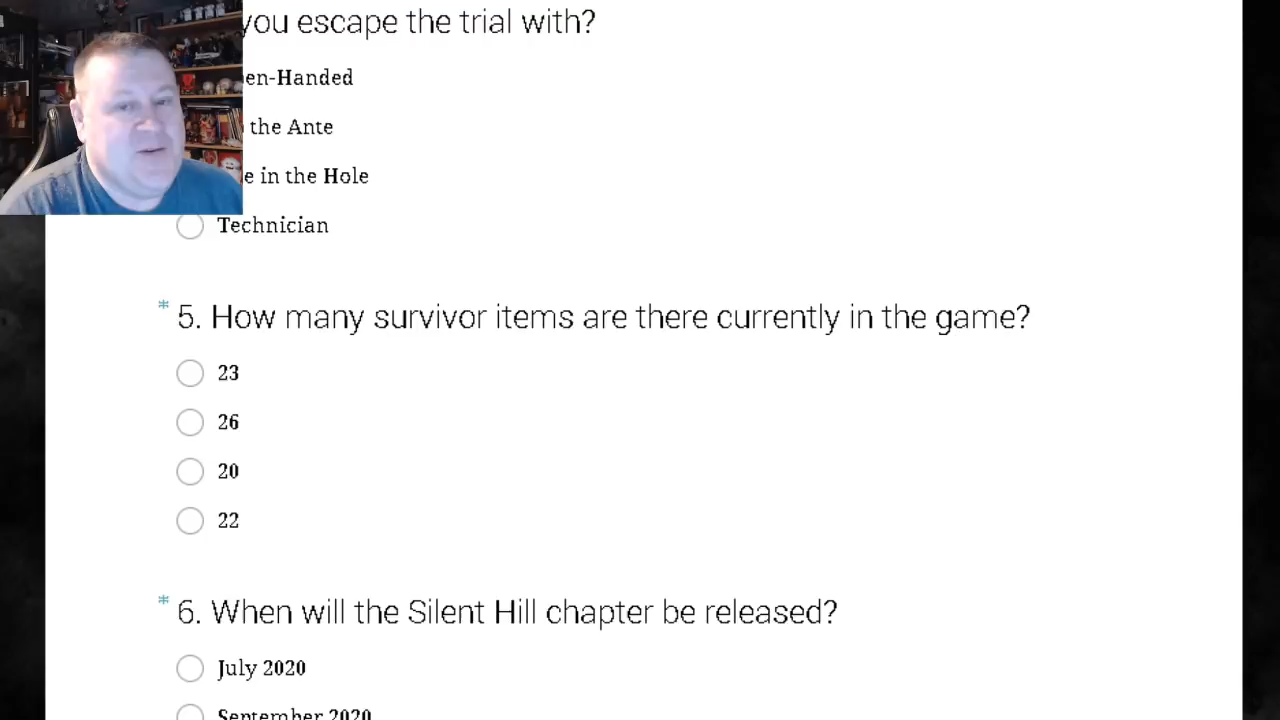 you escape the trial with?
en-Handed
the Ante
e in the Hole
Technician
* 5. How many survivor items are there currently in the game?
23
26
20
22
* 6. When will the Silent Hill chapter be released?
July 2020
September 2020